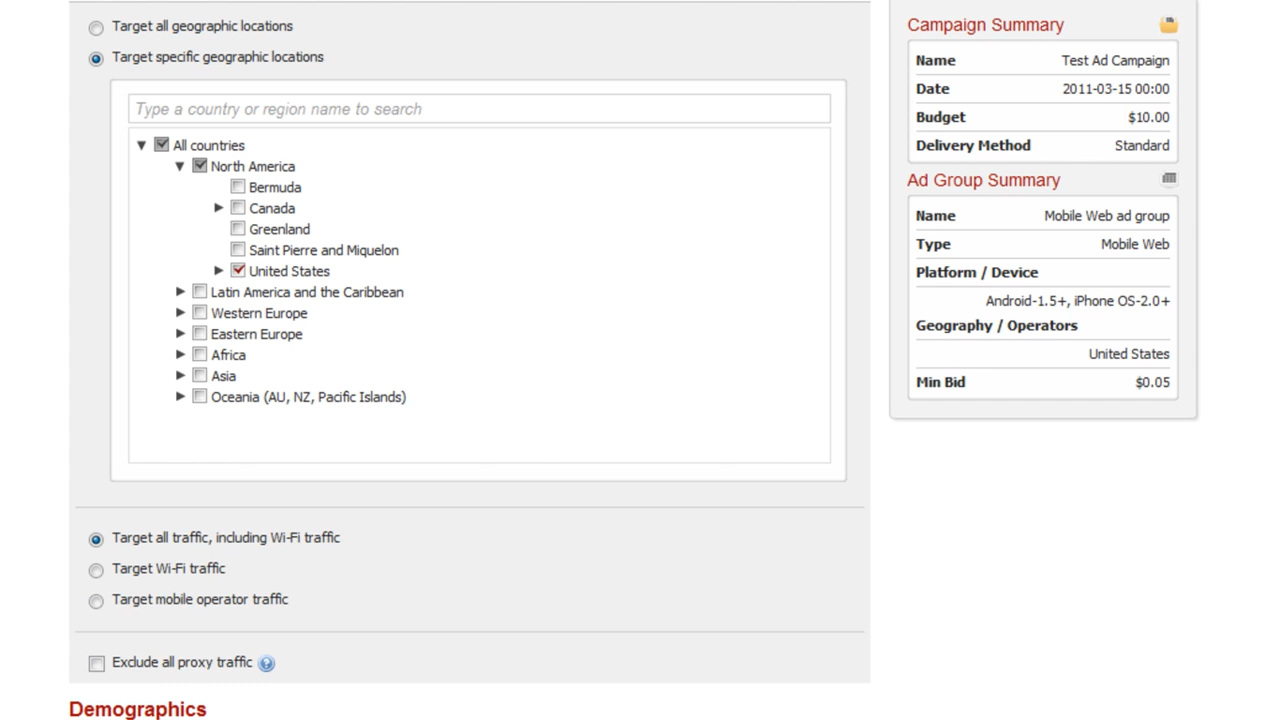 Target all geographic locations
Target specific geographic locations
Type a country or region name to search
All countries
North America
Bermuda
Canada
Greenland
Saint Pierre and Miquelon
United States
Latin America and the Caribbean
Western Europe
Eastern Europe
Africa
Asia
Oceania (AU, NZ, Pacific Islands)
Target all traffic, including Wi-Fi traffic
Target Wi-Fi traffic
Target mobile operator traffic
Exclude all proxy traffic ?
Demographics
Campaign Summary
Name Test Ad Campaign
Date 2011-03-15 00:00
Budget $10.00
Delivery Method Standard
Ad Group Summary
Name Mobile Web ad group
Type Mobile Web
Platform / Device
Android-1.5+, iPhone OS-2.0+
Geography / Operators
United States
Min Bid $0.05